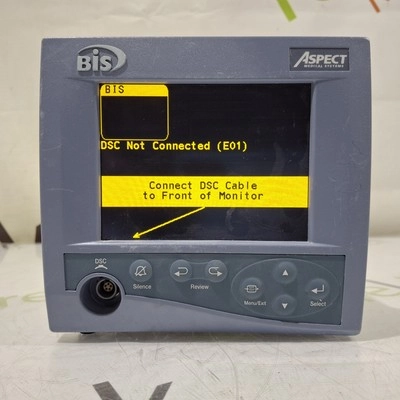 BIS
ASPECT
MEDICAL SYSTEMS
BIS
DSC Not Connected (E01)
Connect DSC Cable
to Front of Monitor
DSC
Silence
Review
Menu/Exit
Select